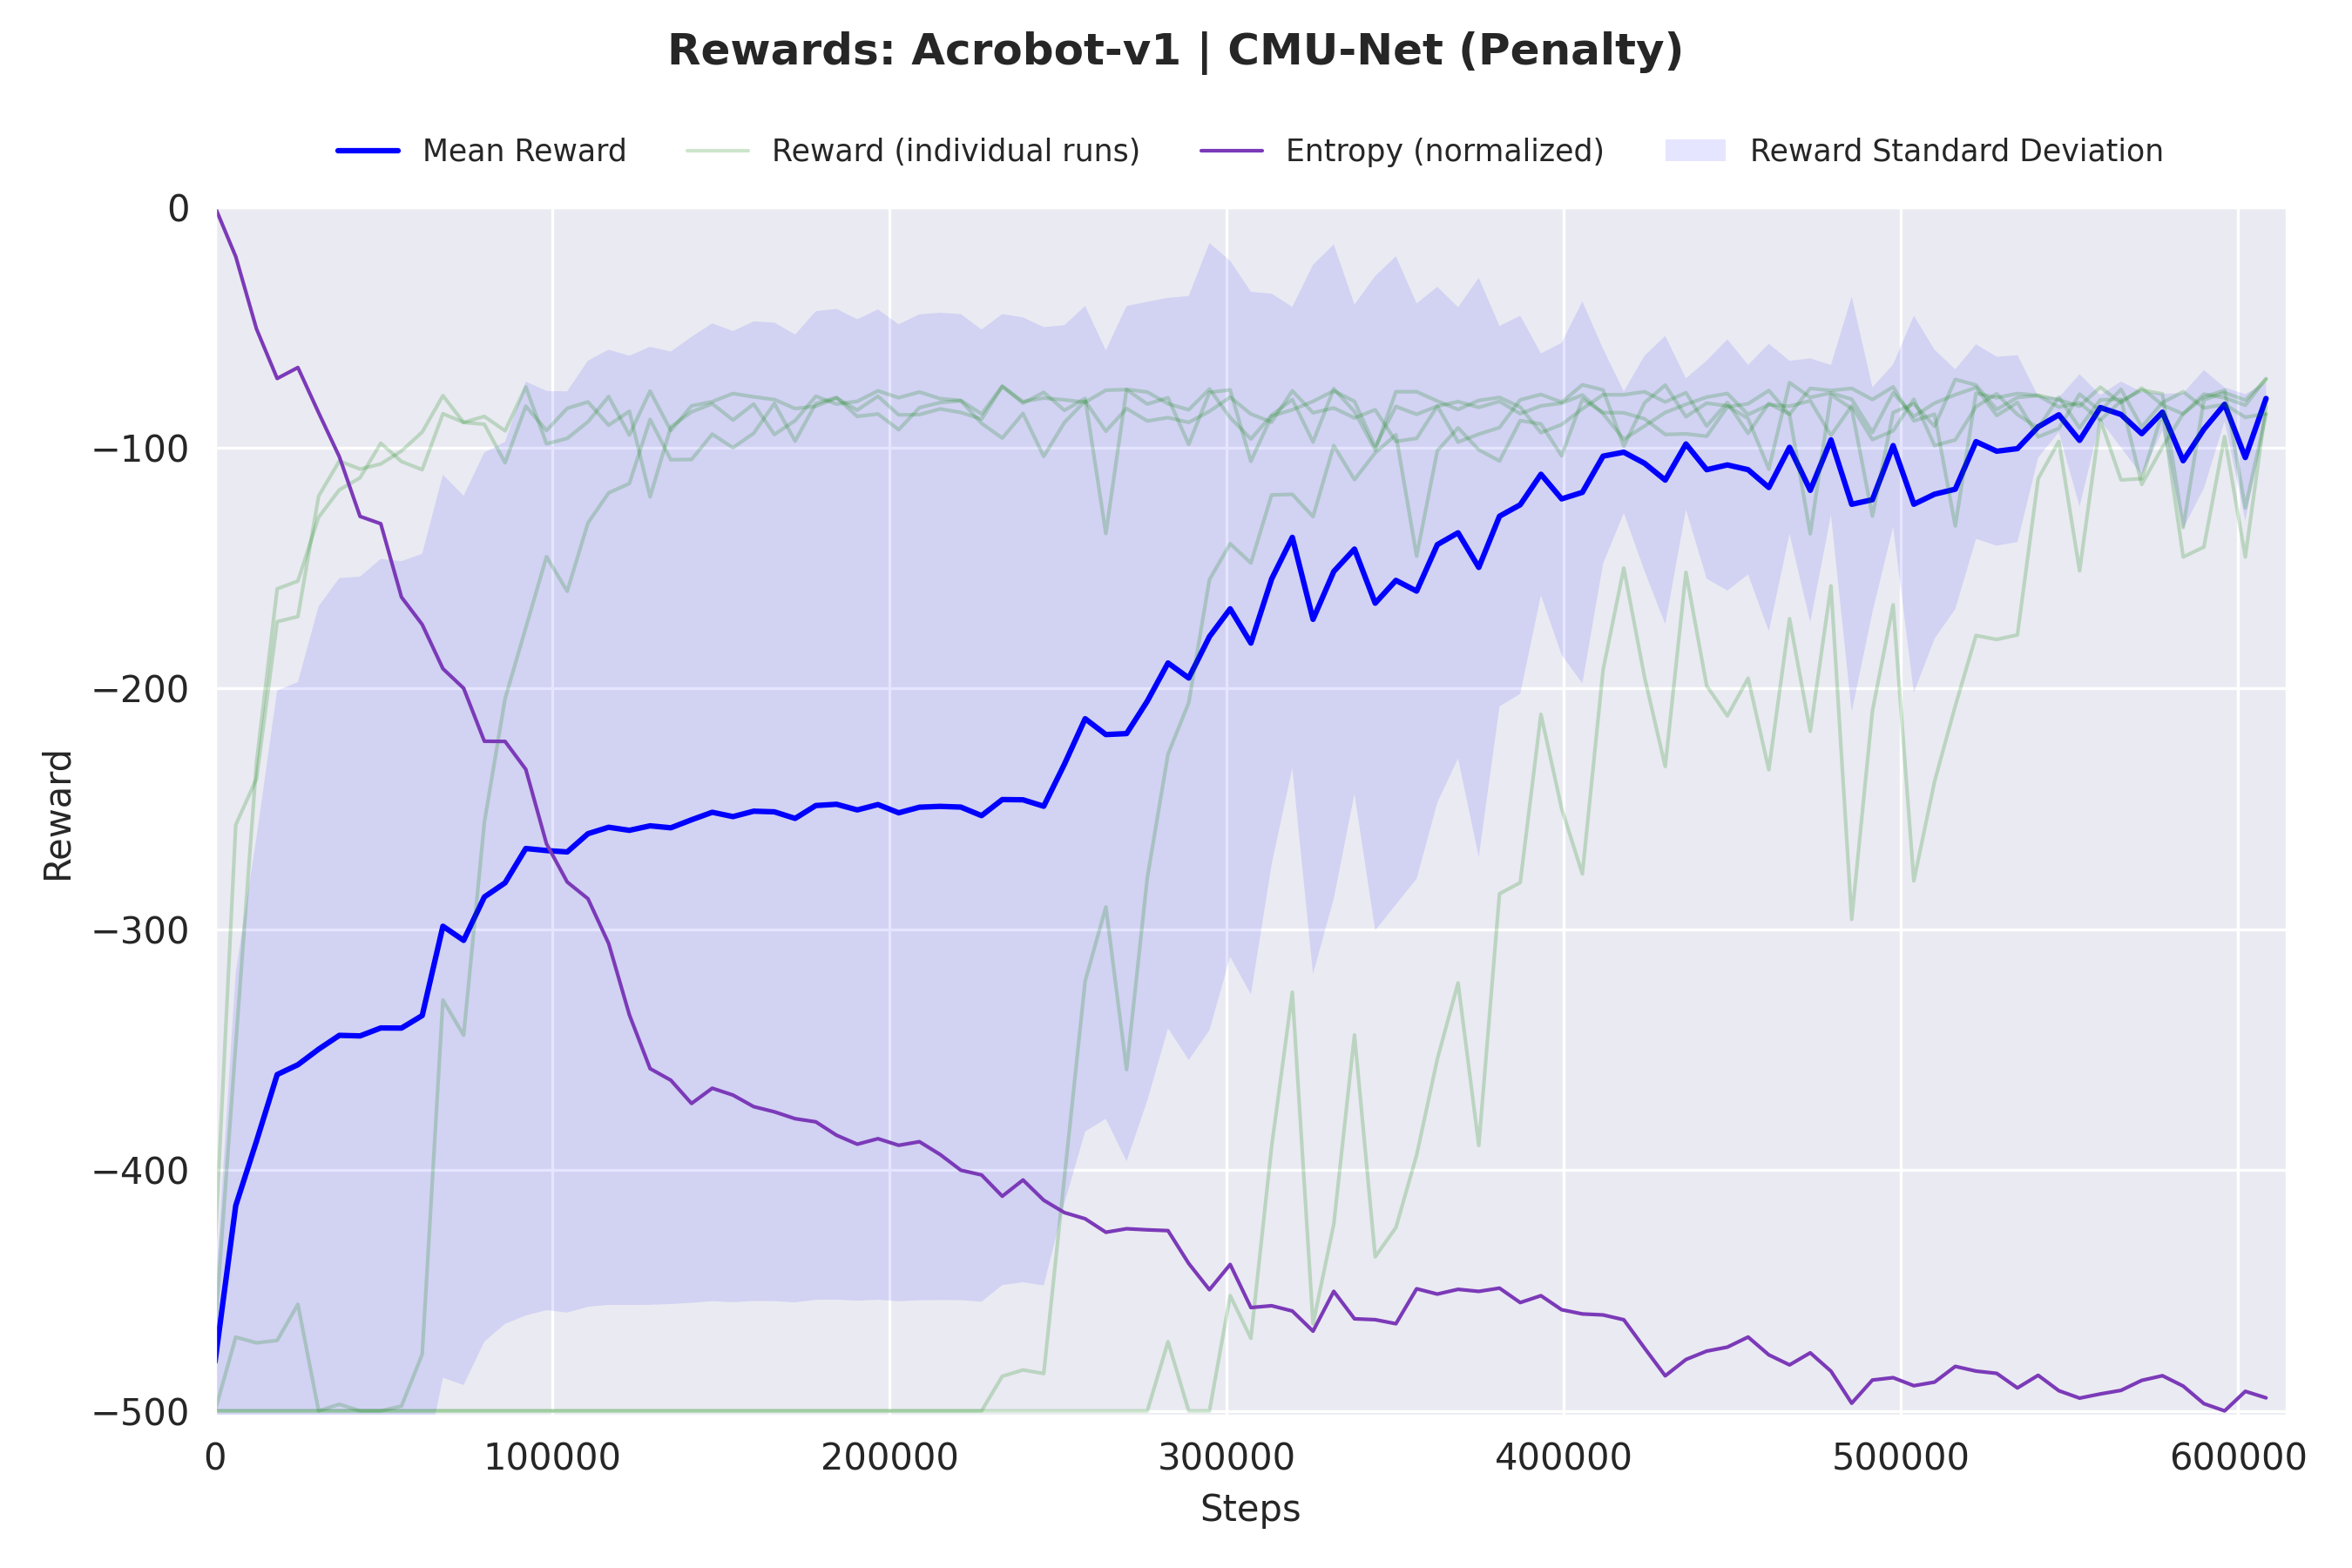 Rewards: Acrobot-v1 | CMU-Net (Penalty)
Mean Reward Reward (individual runs) Entropy (normalized) Reward Standard Deviation
0
−100
−200
−300
−400
−500
Reward
0 100000 200000 300000 400000 500000 600000
Steps